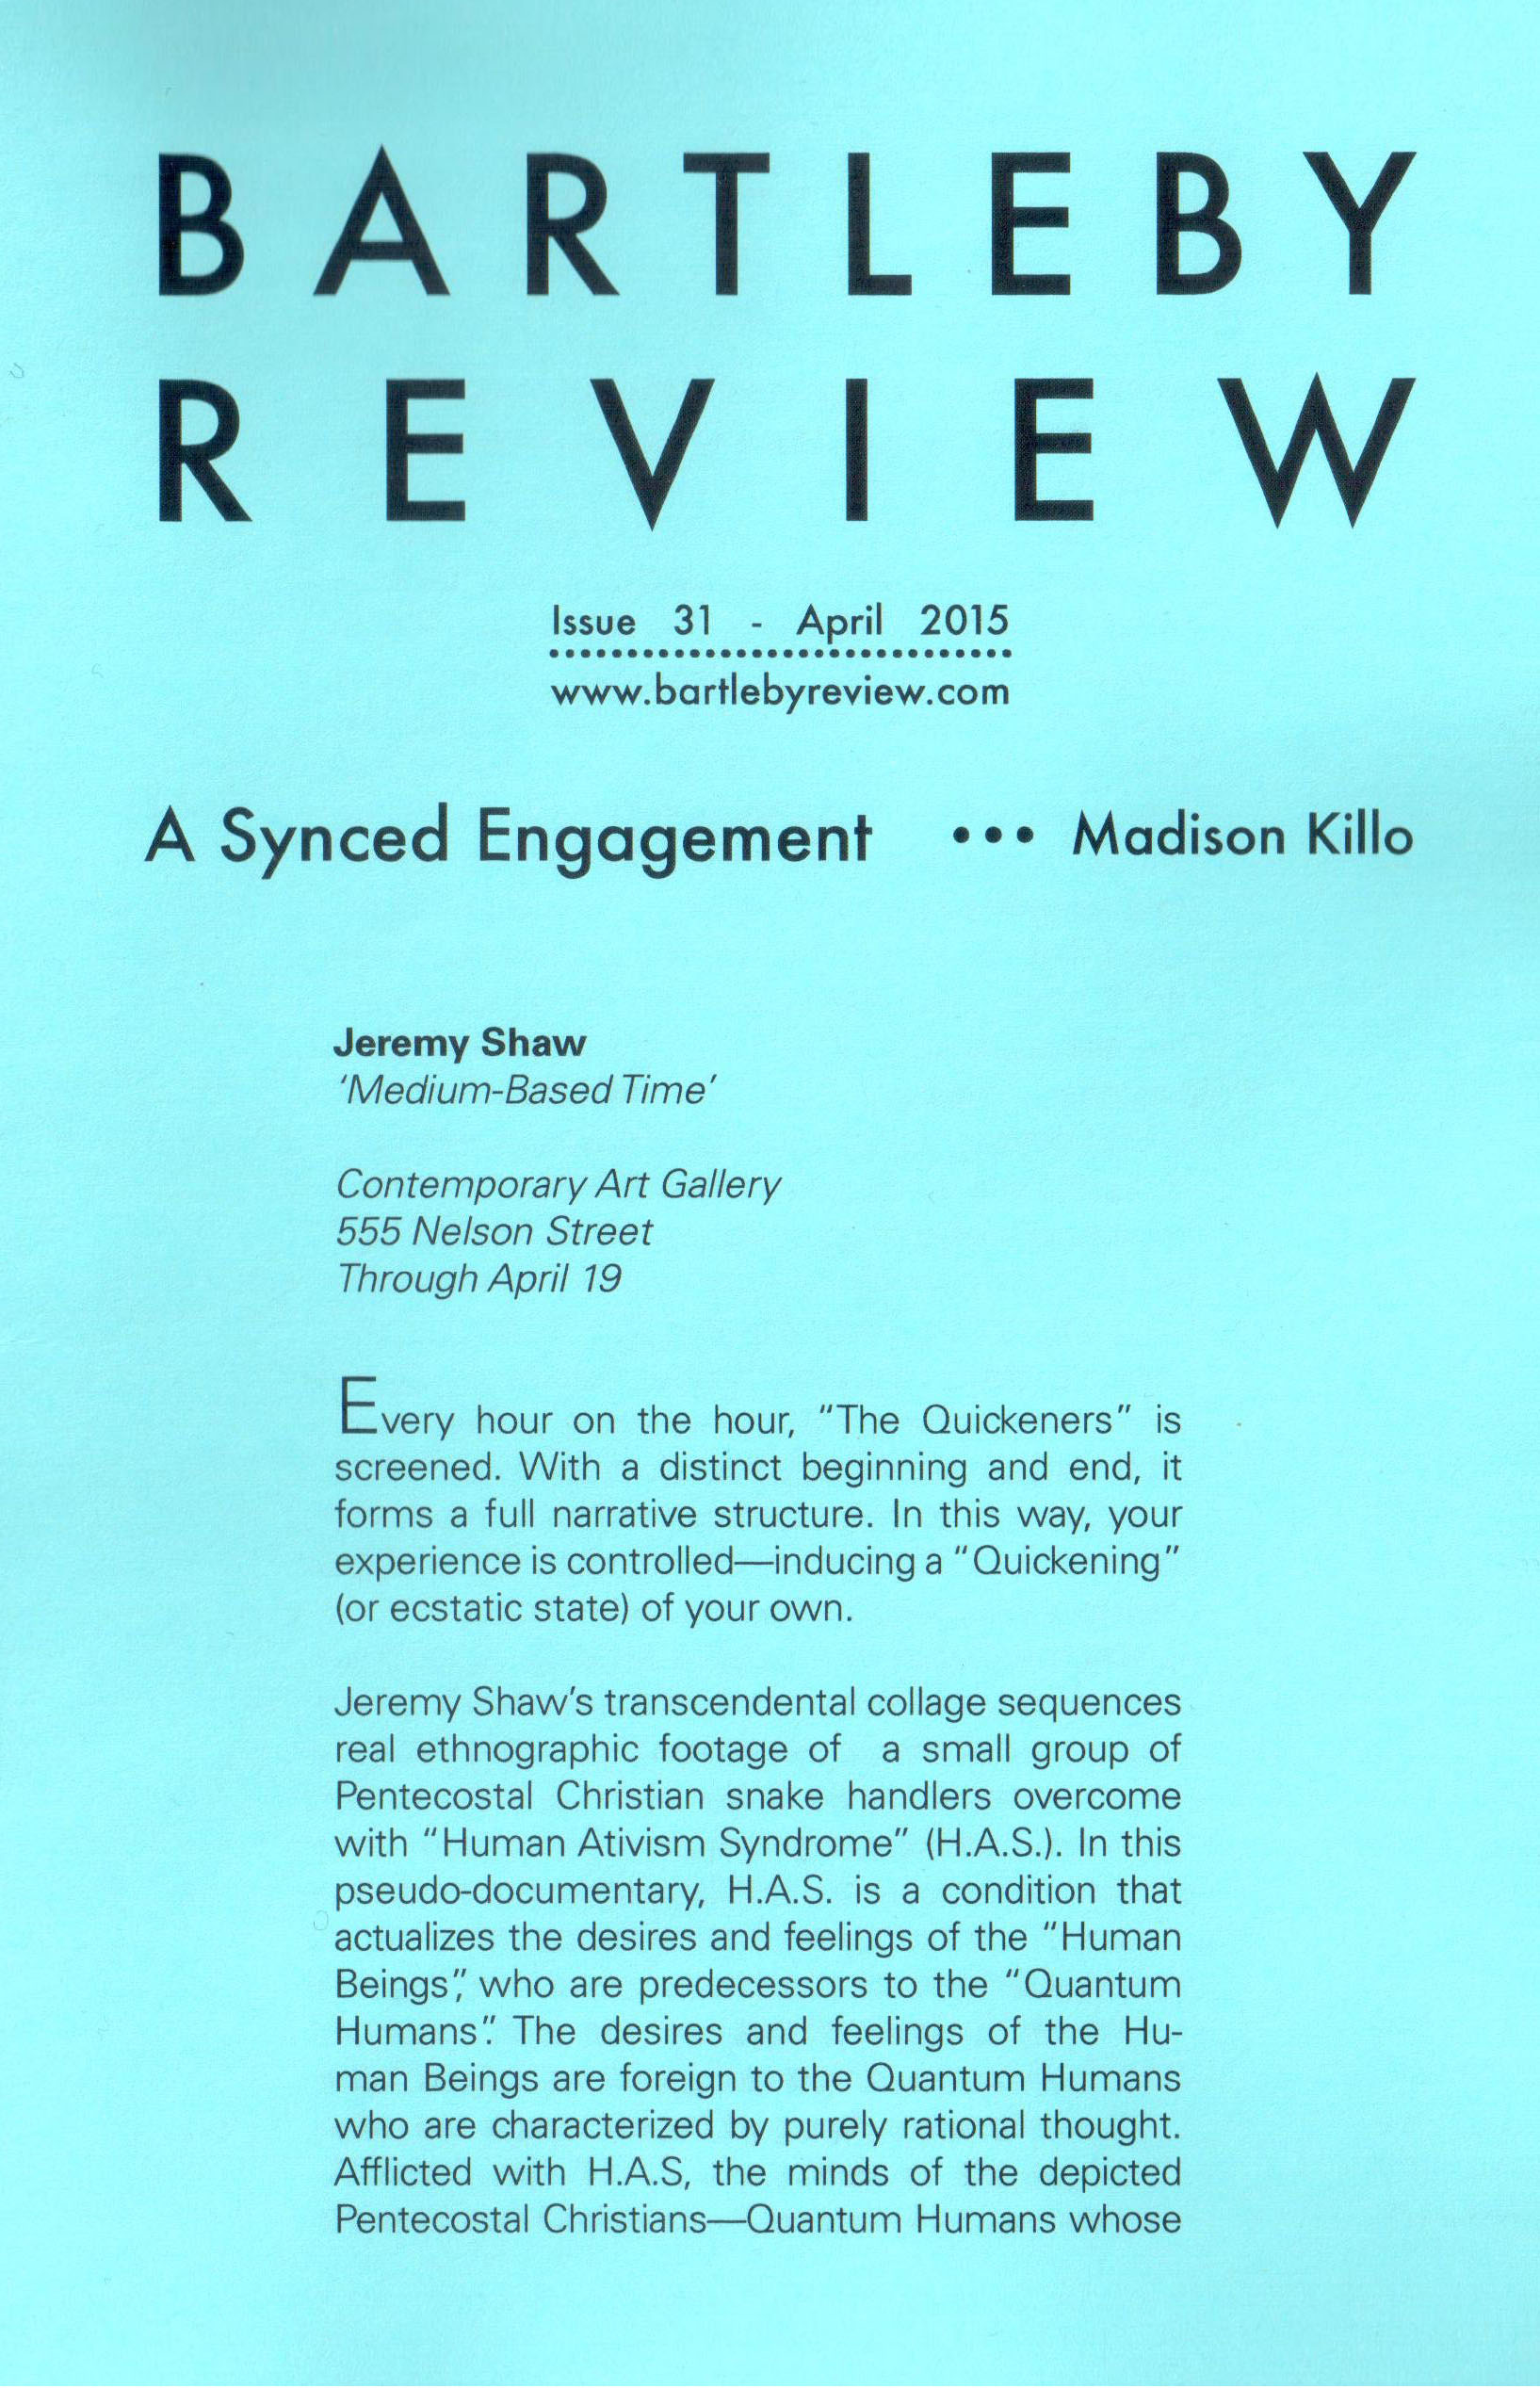 BARTLEBY
REVIEW
Issue 31 - April 2015
www.bartlebyreview.com
A Synced Engagement ••• Madison Killo
Jeremy Shaw
‘Medium-Based Time’
Contemporary Art Gallery
555 Nelson Street
Through April 19
Every hour on the hour, “The Quickeners” is
screened. With a distinct beginning and end, it
forms a full narrative structure. In this way, your
experience is controlled—inducing a “Quickening”
(or ecstatic state) of your own.
Jeremy Shaw’s transcendental collage sequences
real ethnographic footage of a small group of
Pentecostal Christian snake handlers overcome
with “Human Ativism Syndrome” (H.A.S.). In this
pseudo-documentary, H.A.S. is a condition that
actualizes the desires and feelings of the “Human
Beings”, who are predecessors to the “Quantum
Humans”. The desires and feelings of the Hu-
man Beings are foreign to the Quantum Humans
who are characterized by purely rational thought.
Afflicted with H.A.S, the minds of the depicted
Pentecostal Christians—Quantum Humans whose